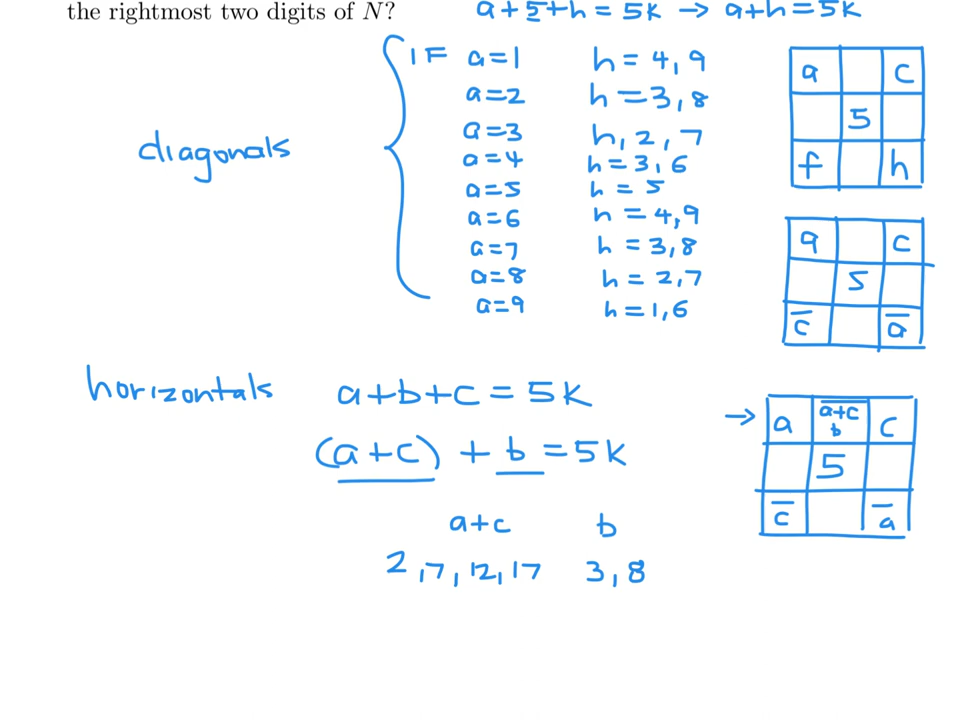 the rightmost two digits of N?
a+5+h = 5K → a+h=5K
IF a=1 h = 4,9
a=2 h=3,8
a=3 h, 2,7
diagonals
a=4 h=3,6
a=5 h = 5
a=6 h = 4,9
a=7 h = 3,8
a=8 h = 2,7
a=9 h=1,6
a c
5
f h
a c
5
c̅ a̅
horizontals a+b+c = 5K
(a+c) + b = 5K
a+c b
2,7,12,17 3,8
→ a a̅+̅c̅ b c
5
c̅ a̅